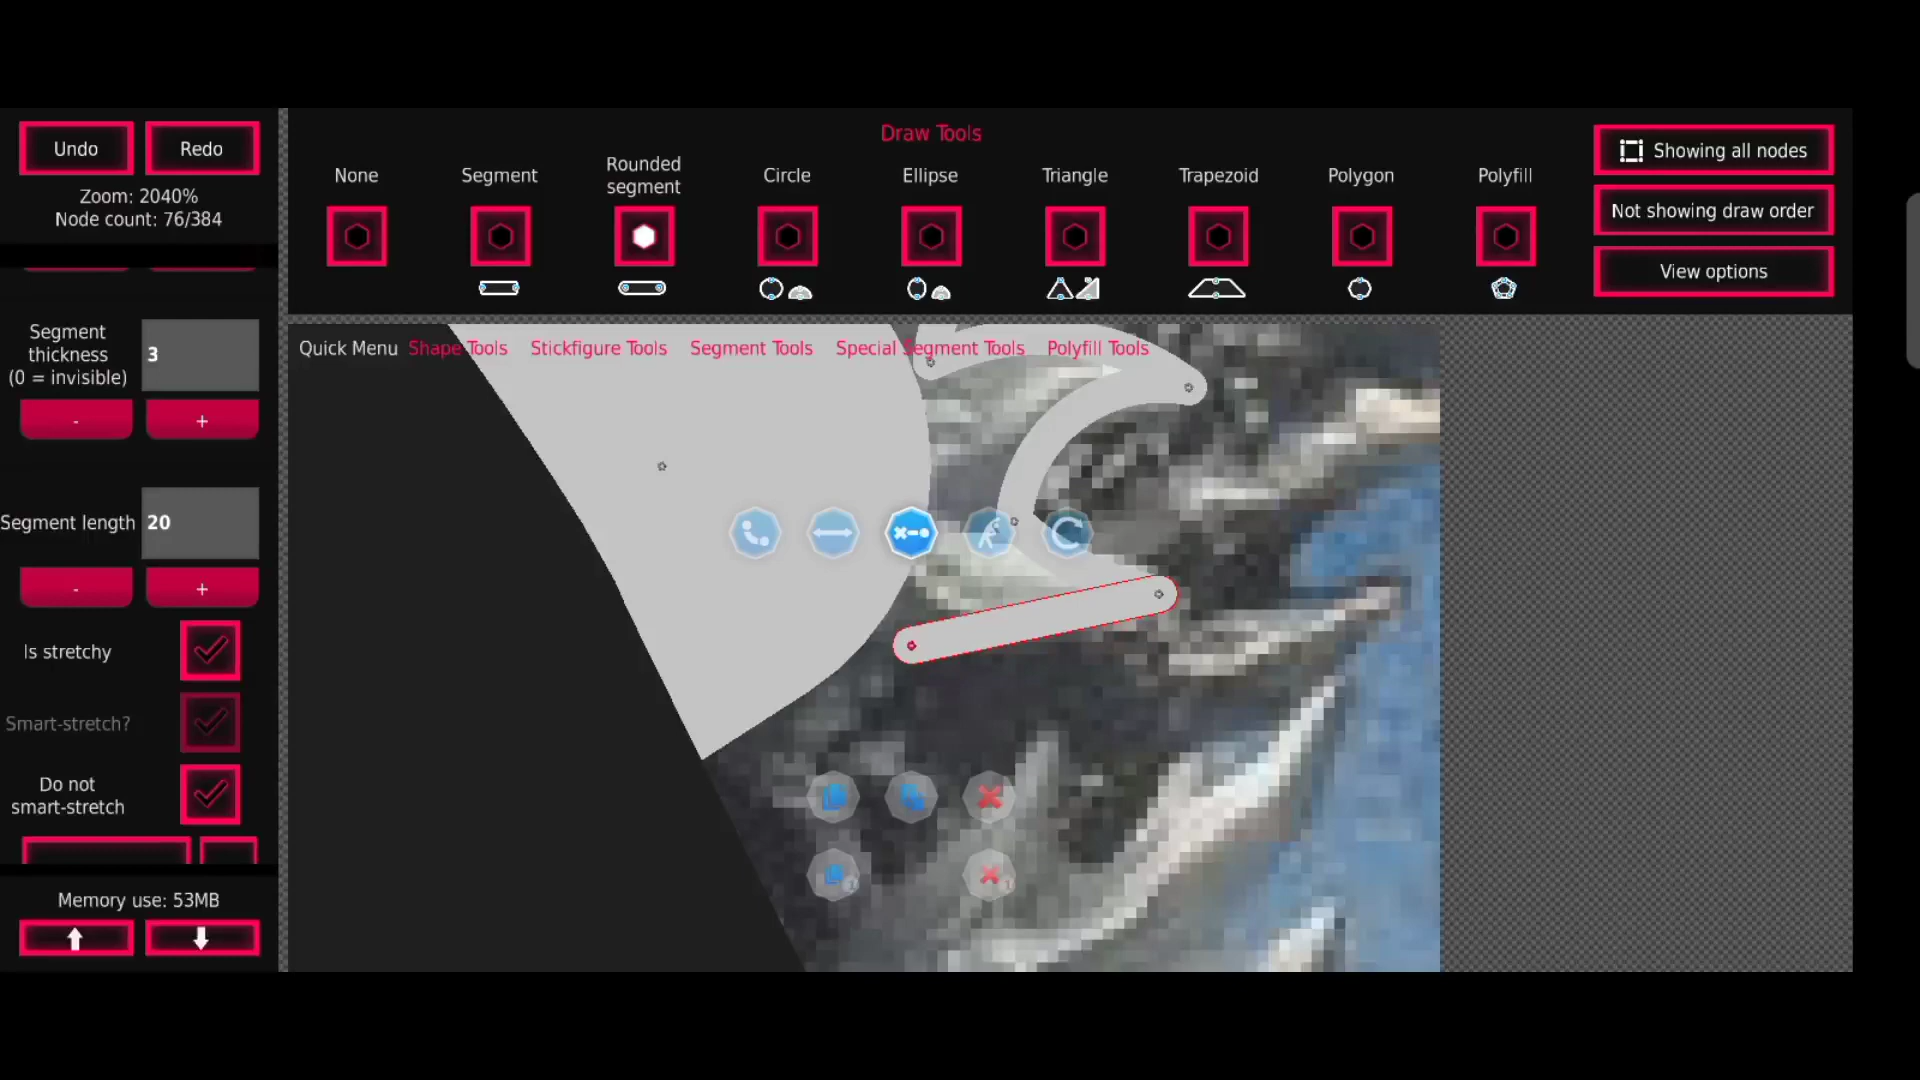 Undo
Redo
Zoom: 2040%
Node count: 76/384
Segment
thickness
(0 = invisible)
3
-
+
Segment length
20
-
+
Is stretchy
Smart-stretch?
Do not
smart-stretch
Memory use: 53MB
Draw Tools
None
Segment
Rounded
segment
Circle
Ellipse
Triangle
Trapezoid
Polygon
Polyfill
Showing all nodes
Not showing draw order
View options
Quick Menu
Shape Tools
Stickfigure Tools
Segment Tools
Special Segment Tools
Polyfill Tools
1
1